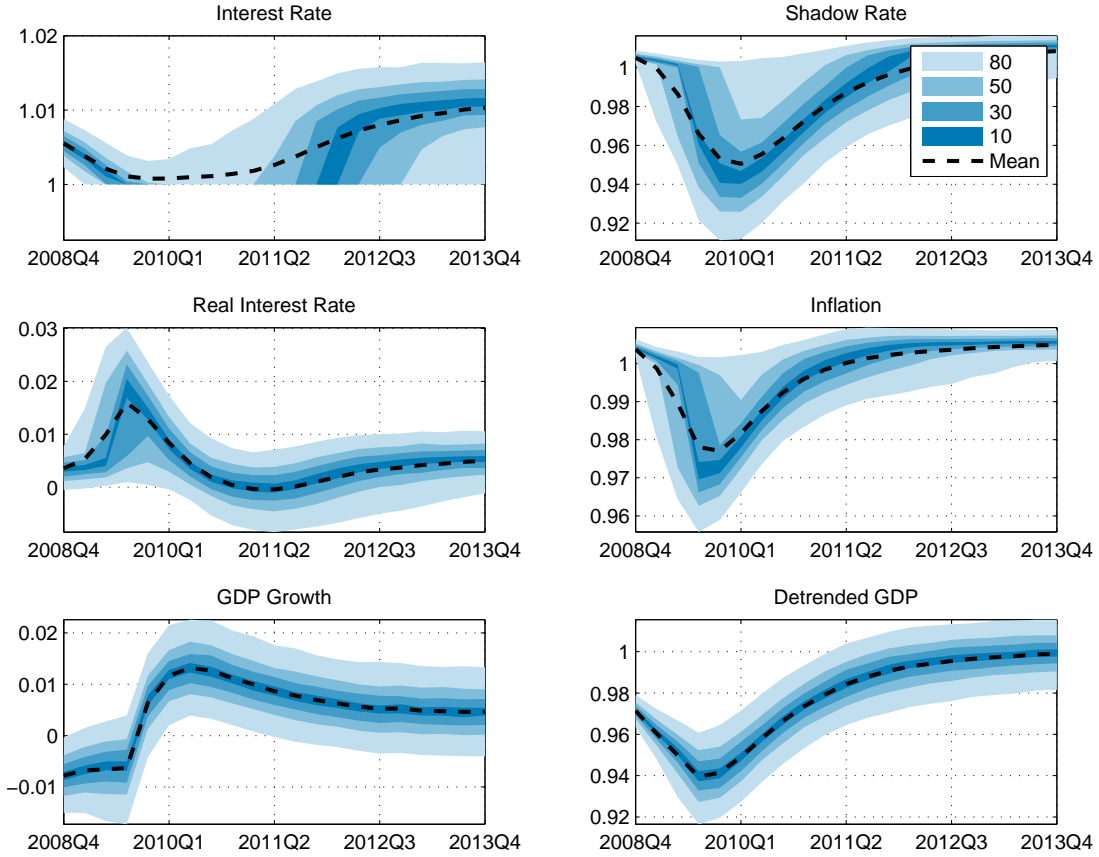 Interest Rate
1.02
1.01
1
2008Q4 2010Q1 2011Q2 2012Q3 2013Q4
Shadow Rate
1
0.98
0.96
0.94
0.92
80
50
30
10
Mean
2008Q4 2010Q1 2011Q2 2012Q3 2013Q4
Real Interest Rate
0.03
0.02
0.01
0
2008Q4 2010Q1 2011Q2 2012Q3 2013Q4
Inflation
1
0.99
0.98
0.97
0.96
2008Q4 2010Q1 2011Q2 2012Q3 2013Q4
GDP Growth
0.02
0.01
0
−0.01
2008Q4 2010Q1 2011Q2 2012Q3 2013Q4
Detrended GDP
1
0.98
0.96
0.94
0.92
2008Q4 2010Q1 2011Q2 2012Q3 2013Q4